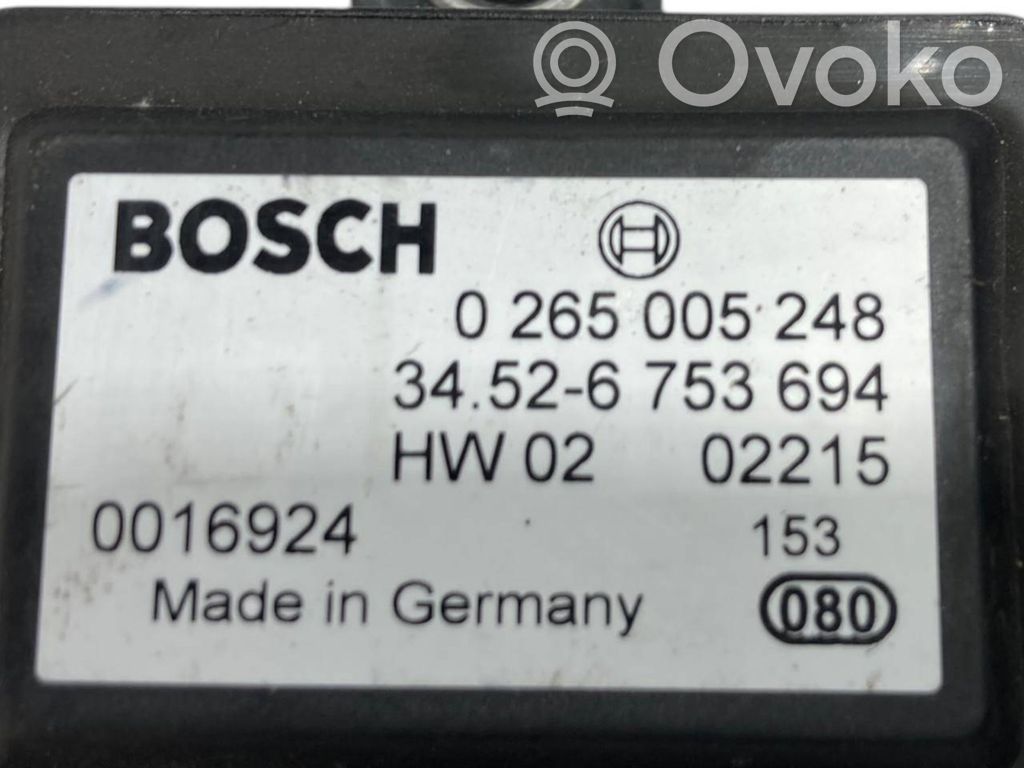 Ovoko
BOSCH
0 265 005 248
34.52-6 753 694
HW 02 02215
0016924 153
Made in Germany 080